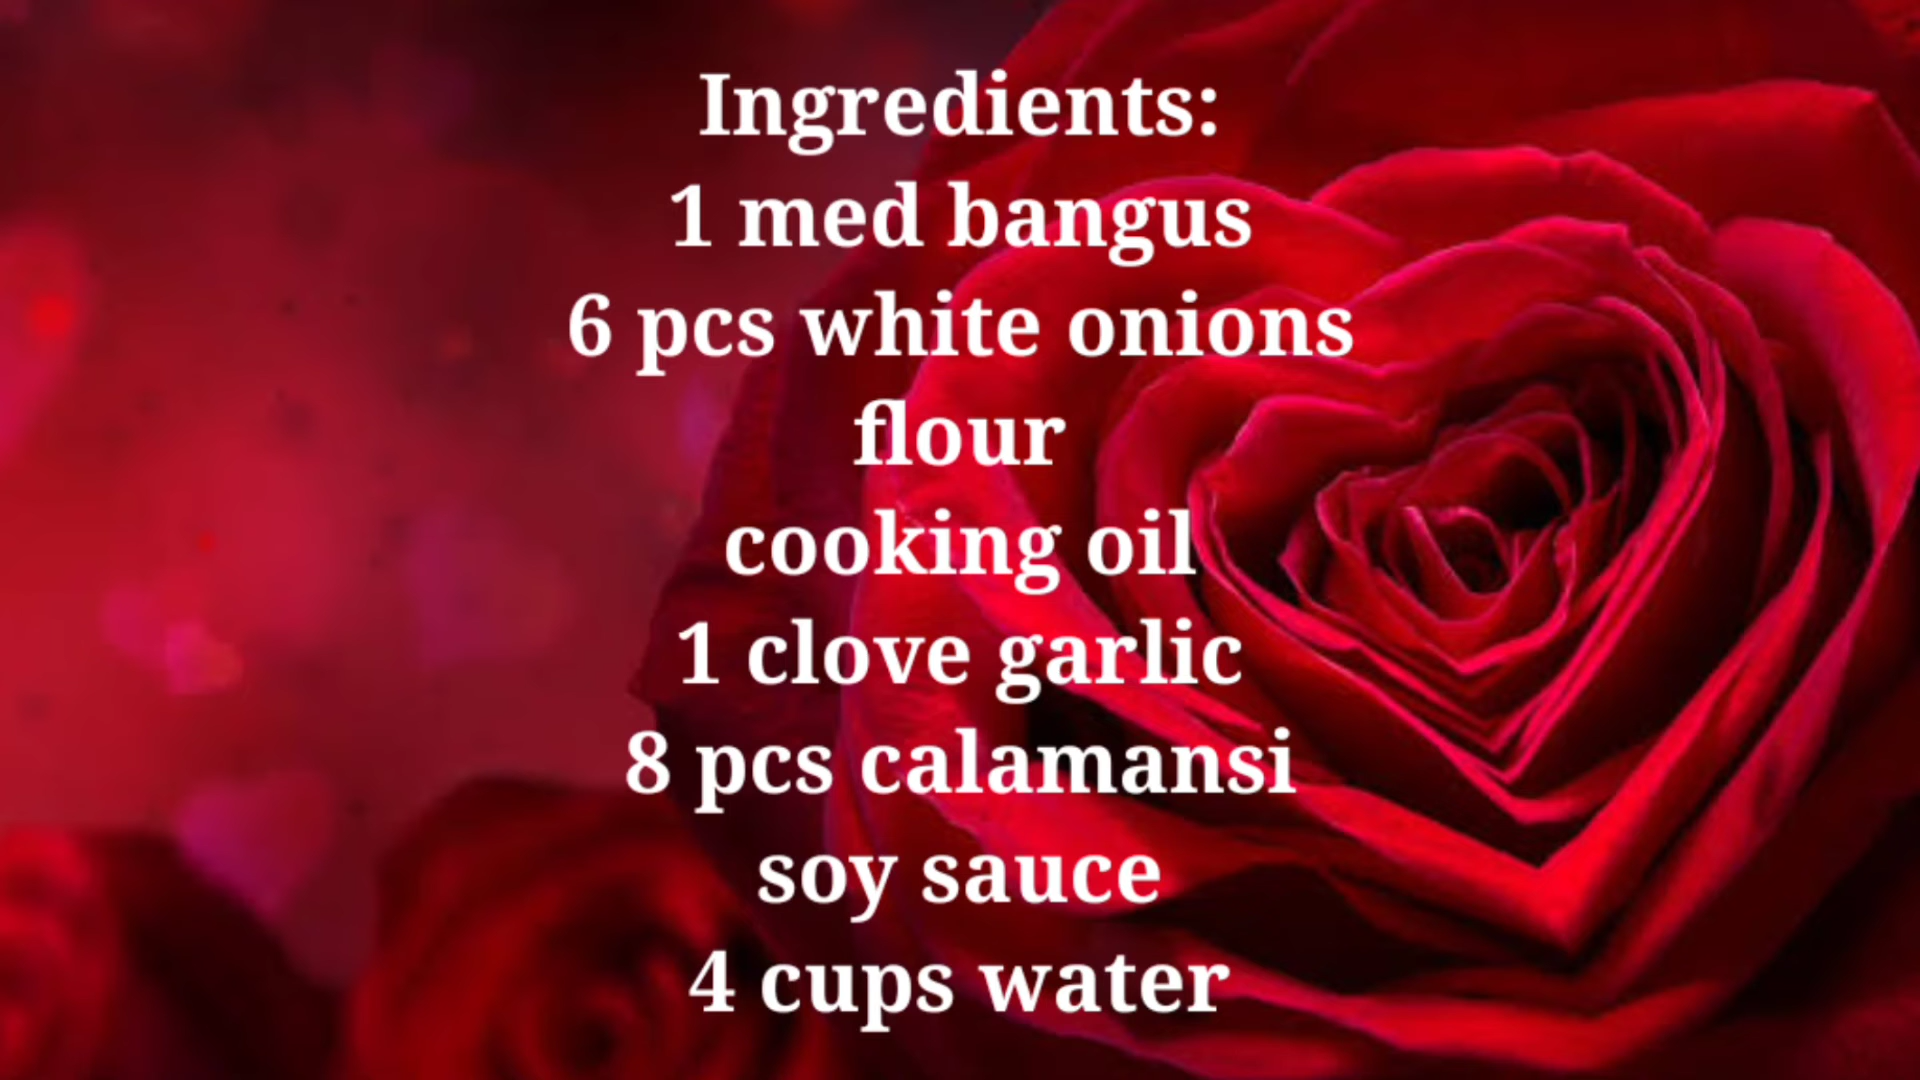 Ingredients:
1 med bangus
6 pcs white onions
flour
cooking oil
1 clove garlic
8 pcs calamansi
soy sauce
4 cups water